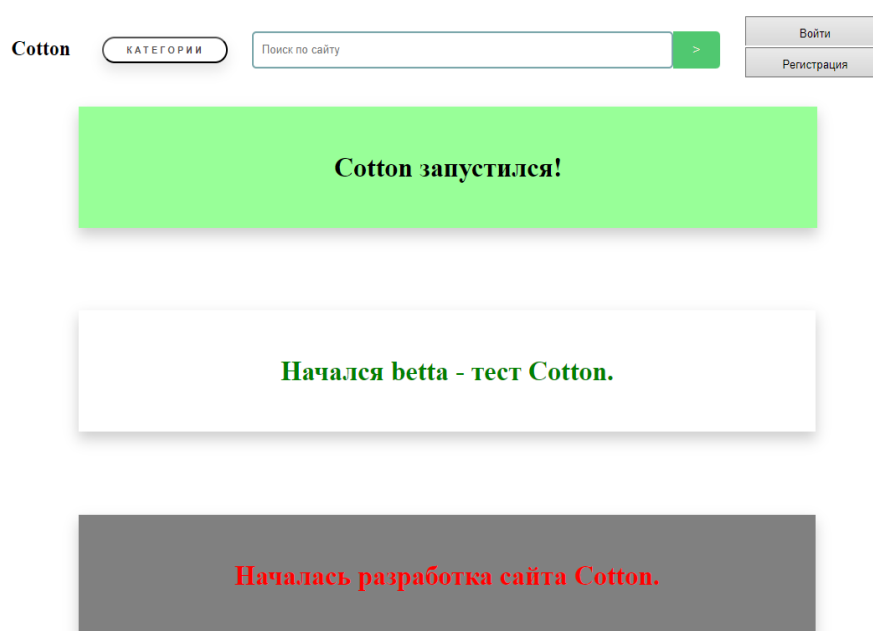 Cotton
КАТЕГОРИИ
Поиск по сайту
>
Войти
Регистрация
Cotton запустился!
Начался betta - тест Cotton.
Началась разработка сайта Cotton.